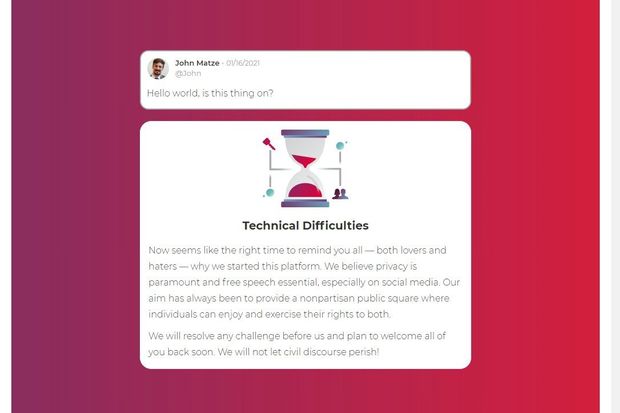 John Matze - 01/16/2021
@John
Hello world, is this thing on?
Technical Difficulties
Now seems like the right time to remind you all — both lovers and
haters — why we started this platform. We believe privacy is
paramount and free speech essential, especially on social media. Our
aim has always been to provide a nonpartisan public square where
individuals can enjoy and exercise their rights to both.
We will resolve any challenge before us and plan to welcome all of
you back soon. We will not let civil discourse perish!